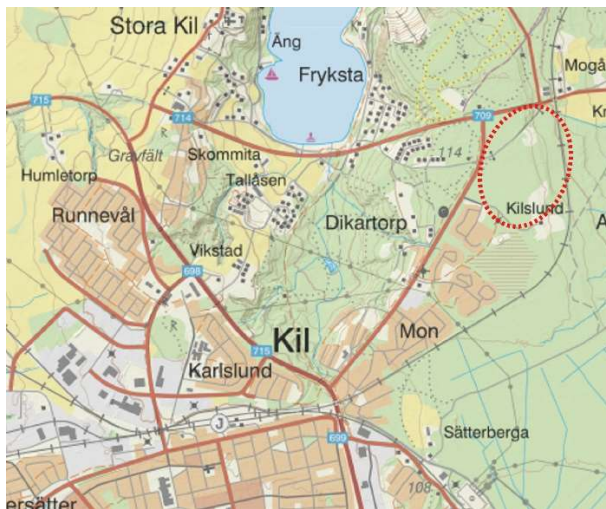 Stora Kil
Äng
Fryksta
Mogå
715
714
709
Kr
Gravfält
Skommita
114
Humletorp
Tallåsen
Kilslund
Runnevål
Dikartorp
A
Vikstad
698
Kil
Mon
715
Karlslund
J
699
Sätterberga
108
ersätter